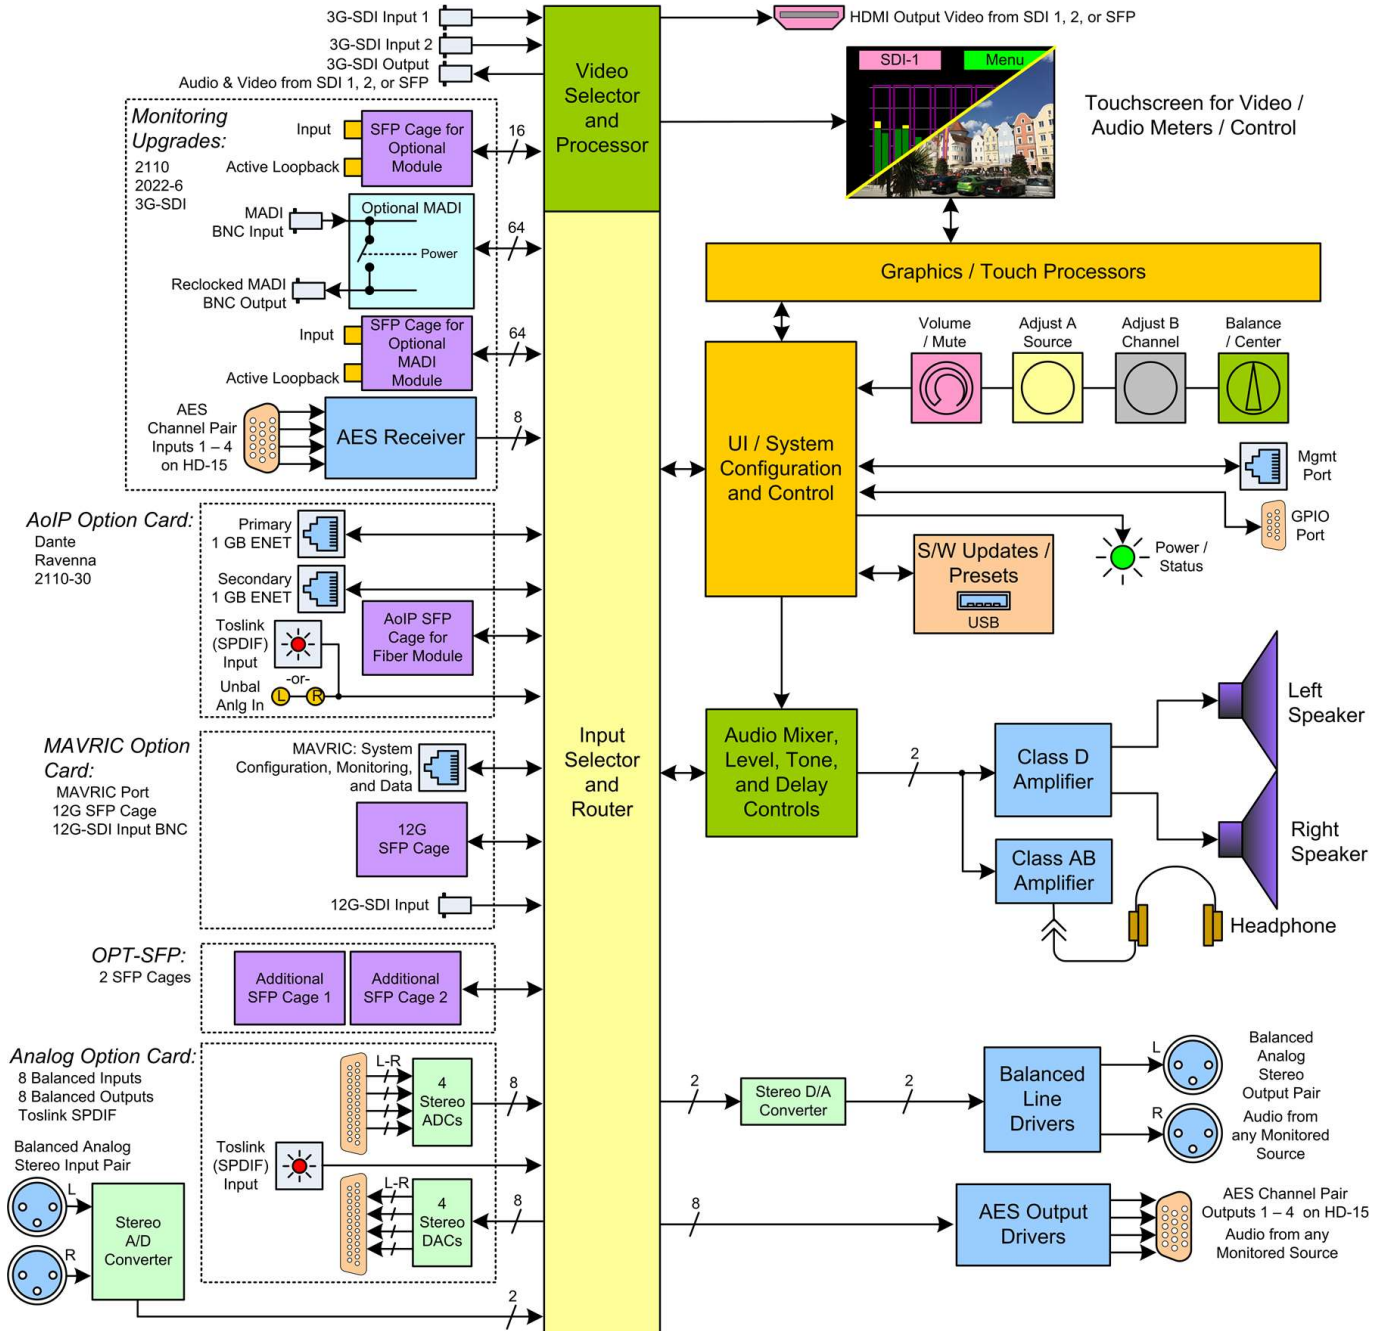 3G-SDI Input 1
3G-SDI Input 2
3G-SDI Output
Audio & Video from SDI 1, 2, or SFP
Video
Selector
and
Processor
HDMI Output Video from SDI 1, 2, or SFP
SDI-1
Menu
Touchscreen for Video /
Audio Meters / Control
Monitoring
Upgrades:
2110
2022-6
3G-SDI
Input
Active Loopback
SFP Cage for
Optional
Module
16
MADI
BNC Input
Optional MADI
Power
64
Reclocked MADI
BNC Output
Input
Active Loopback
SFP Cage for
Optional
MADI
Module
64
AES
Channel Pair
Inputs 1 – 4
on HD-15
AES Receiver
8
Graphics / Touch Processors
Volume
/ Mute
Adjust A
Source
Adjust B
Channel
Balance
/ Center
UI / System
Configuration
and Control
Mgmt
Port
GPIO
Port
Power /
Status
S/W Updates /
Presets
USB
AoIP Option Card:
Dante
Ravenna
2110-30
Primary
1 GB ENET
Secondary
1 GB ENET
Toslink
(SPDIF)
Input
-or-
Unbal
Anlg In
L
R
AoIP SFP
Cage for
Fiber Module
MAVRIC Option
Card:
MAVRIC Port
12G SFP Cage
12G-SDI Input BNC
MAVRIC: System
Configuration, Monitoring,
and Data
12G
SFP Cage
12G-SDI Input
Input
Selector
and
Router
Audio Mixer,
Level, Tone,
and Delay
Controls
2
Class D
Amplifier
Class AB
Amplifier
Left
Speaker
Right
Speaker
Headphone
OPT-SFP:
2 SFP Cages
Additional
SFP Cage 1
Additional
SFP Cage 2
Analog Option Card:
8 Balanced Inputs
8 Balanced Outputs
Toslink SPDIF
L-R
4
Stereo
ADCs
8
Toslink
(SPDIF)
Input
L-R
4
Stereo
DACs
8
Balanced Analog
Stereo Input Pair
L
R
Stereo
A/D
Converter
2
2
Stereo D/A
Converter
2
Balanced
Line
Drivers
L
R
Balanced
Analog
Stereo
Output Pair
Audio from
any Monitored
Source
8
AES Output
Drivers
AES Channel Pair
Outputs 1 – 4 on HD-15
Audio from any
Monitored Source